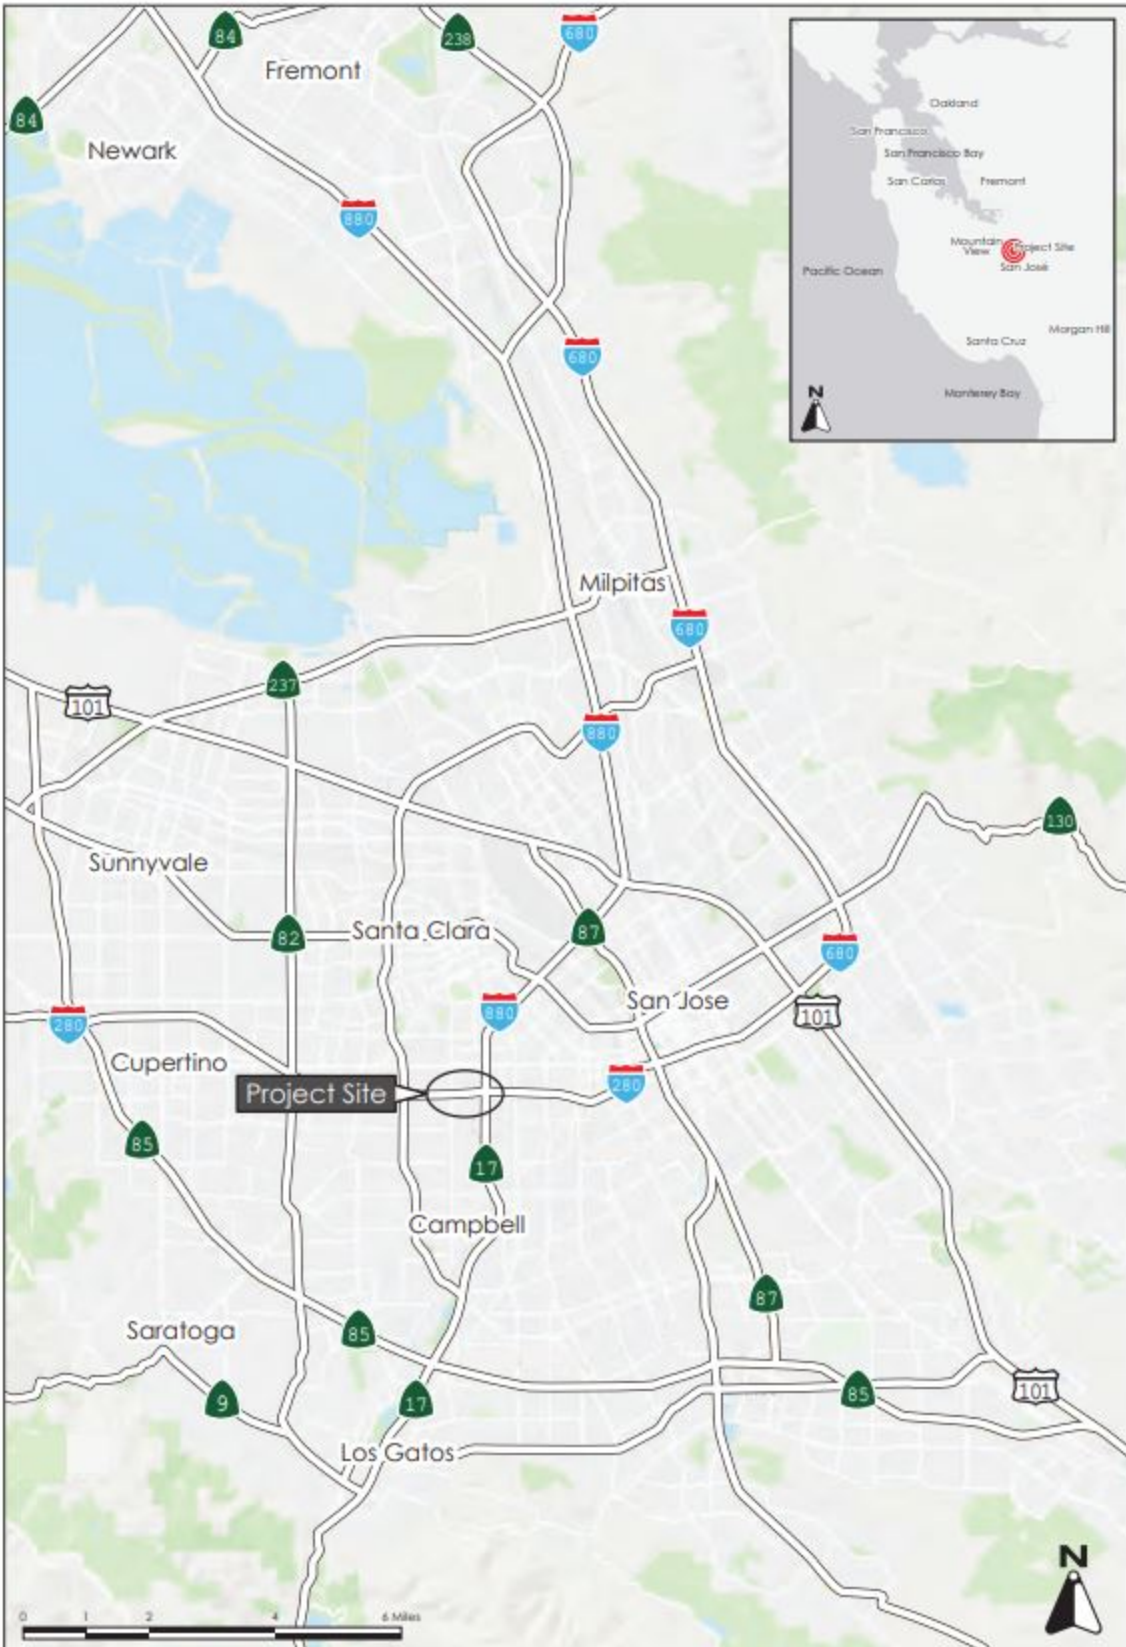 84
238
680
Fremont
84
Newark
880
680
Oakland
San Francisco
San Francisco Bay
San Carlos
Fremont
Mountain
View
Project Site
San José
Pacific Ocean
Morgan Hill
Santa Cruz
Monterey Bay
N
Milpitas
680
237
101
880
130
Sunnyvale
82
Santa Clara
87
680
San Jose
880
101
280
Cupertino
280
Project Site
85
17
Campbell
87
Saratoga
85
9
17
85
101
Los Gatos
N
0 1 2 4 6 Miles